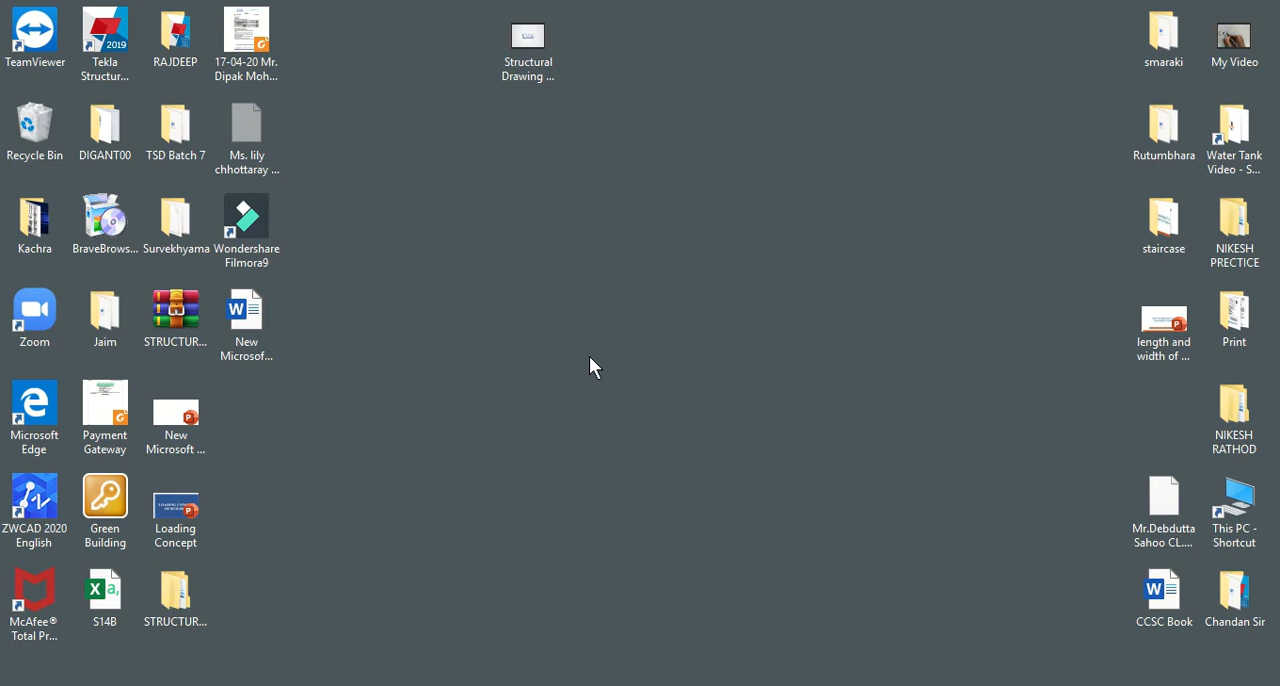 TeamViewer
2019
Tekla
Structur...
RAJDEEP
17-04-20 Mr.
Dipak Moh...
Structural
Drawing ...
smaraki
My Video
Recycle Bin
DIGANT00
TSD Batch 7
Ms. lily
chhottaray ...
Rutumbhara
Water Tank
Video - S...
Kachra
BraveBrows...
Survekhyama
Wondershare
Filmora9
staircase
NIKESH
PRECTICE
Zoom
Jaim
STRUCTUR...
New
Microsof...
length and
width of ...
Print
Microsoft
Edge
Payment
Gateway
New
Microsoft ...
NIKESH
RATHOD
ZWCAD 2020
English
Green
Building
Loading
Concept
Mr.Debdutta
Sahoo CL....
This PC -
Shortcut
McAfee®
Total Pr...
S14B
STRUCTUR...
CCSC Book
Chandan Sir